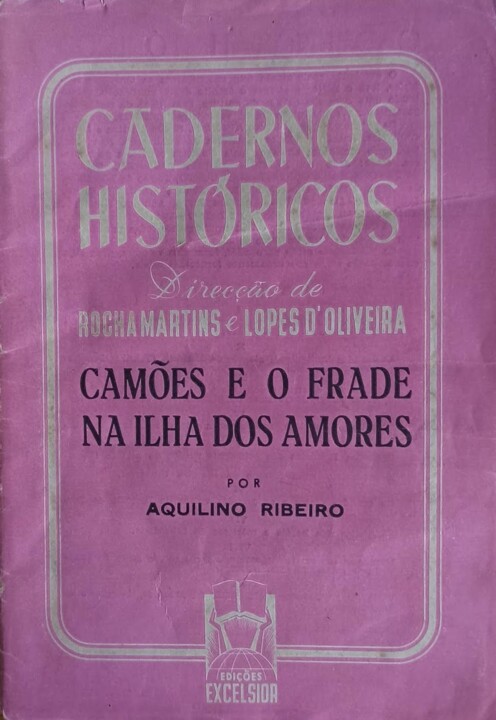 CADERNOS
HISTÓRICOS
Direcção de
ROCHA MARTINS e LOPES D'OLIVEIRA
CAMÕES E O FRADE
NA ILHA DOS AMORES
POR
AQUILINO RIBEIRO
EDIÇÕES
EXCELSIOR